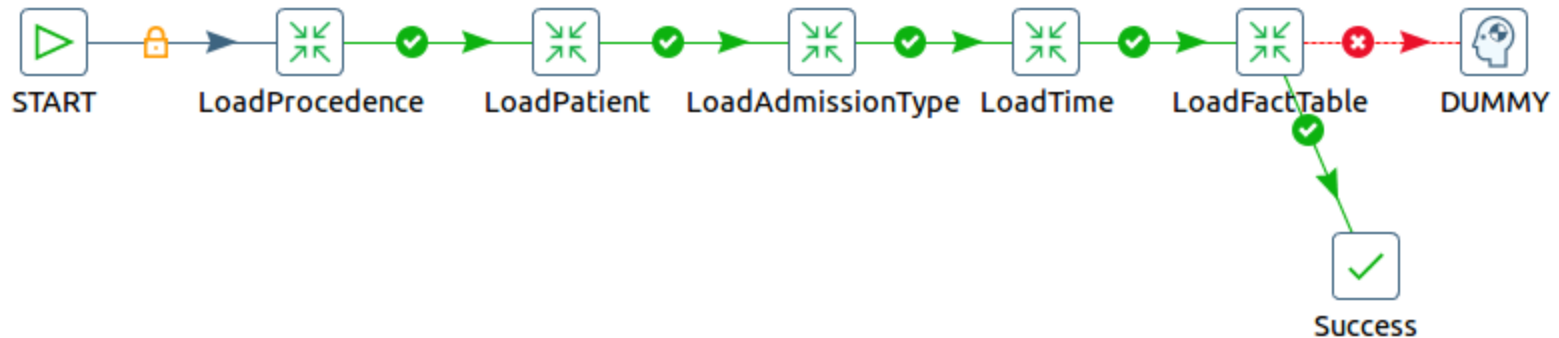 START
LoadProcedence
LoadPatient
LoadAdmissionType
LoadTime
LoadFactTable
DUMMY
Success